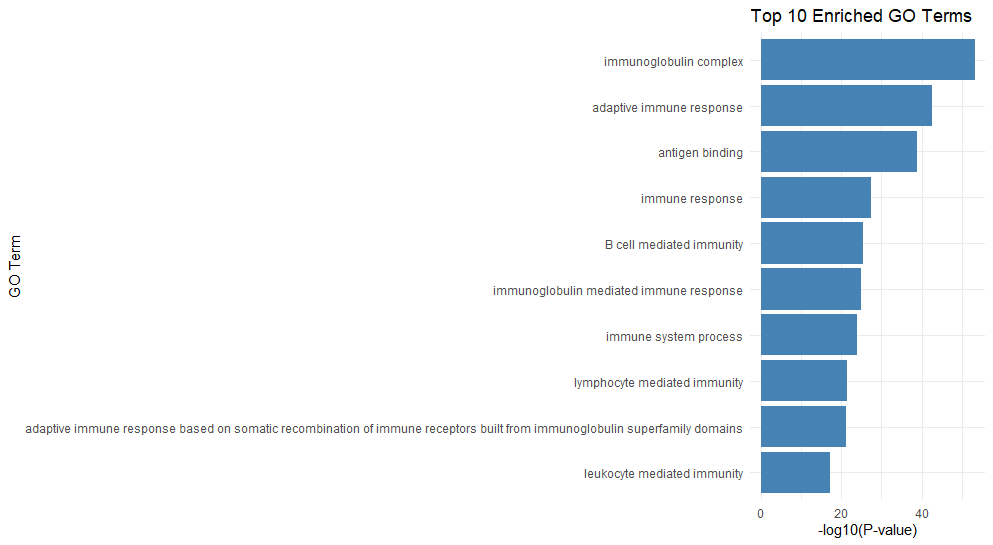 Top 10 Enriched GO Terms
GO Term
immunoglobulin complex
adaptive immune response
antigen binding
immune response
B cell mediated immunity
immunoglobulin mediated immune response
immune system process
lymphocyte mediated immunity
adaptive immune response based on somatic recombination of immune receptors built from immunoglobulin superfamily domains
leukocyte mediated immunity
0 20 40
-log10(P-value)